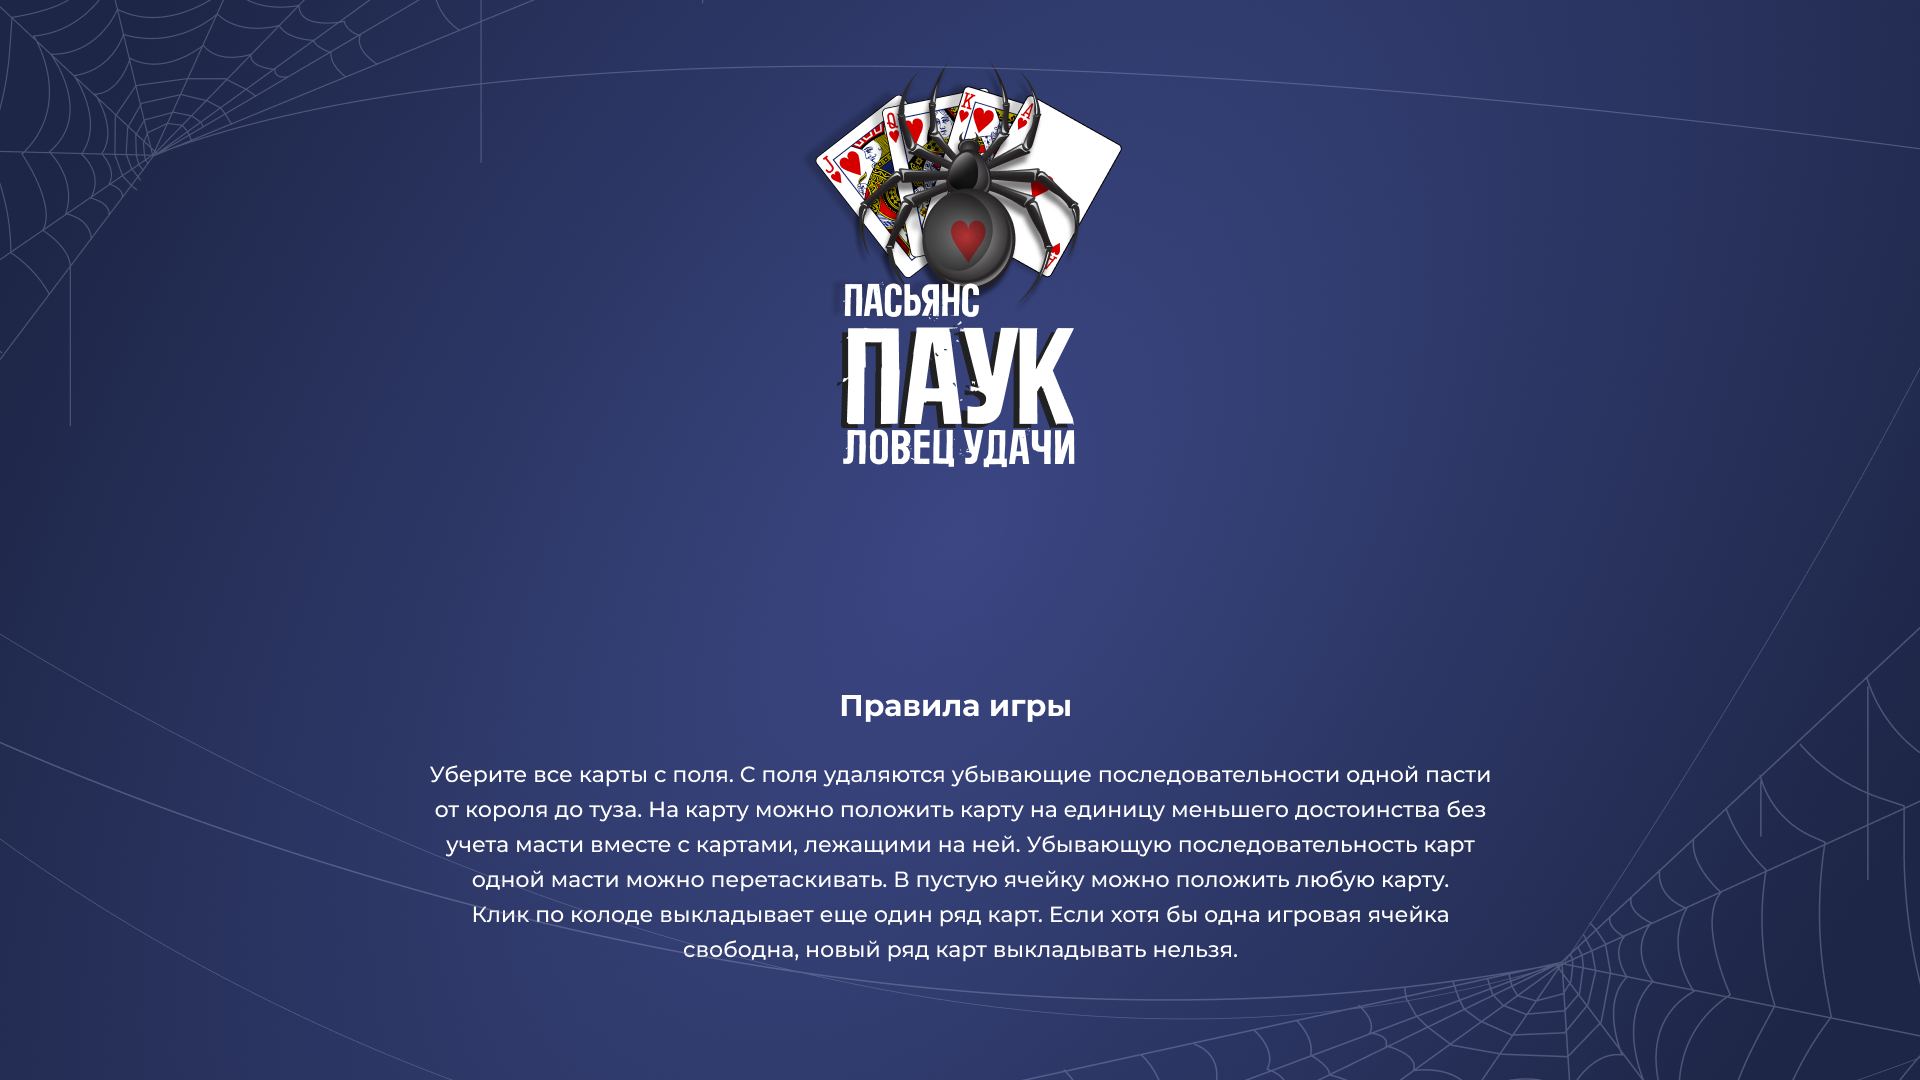 J
Q
K
A
A
ПАСЬЯНС
ПАУК
ЛОВЕЦ УДАЧИ
Правила игры
Уберите все карты с поля. С поля удаляются убывающие последовательности одной пасти
от короля до туза. На карту можно положить карту на единицу меньшего достоинства без
учета масти вместе с картами, лежащими на ней. Убывающую последовательность карт
одной масти можно перетаскивать. В пустую ячейку можно положить любую карту.
Клик по колоде выкладывает еще один ряд карт. Если хотя бы одна игровая ячейка
свободна, новый ряд карт выкладывать нельзя.